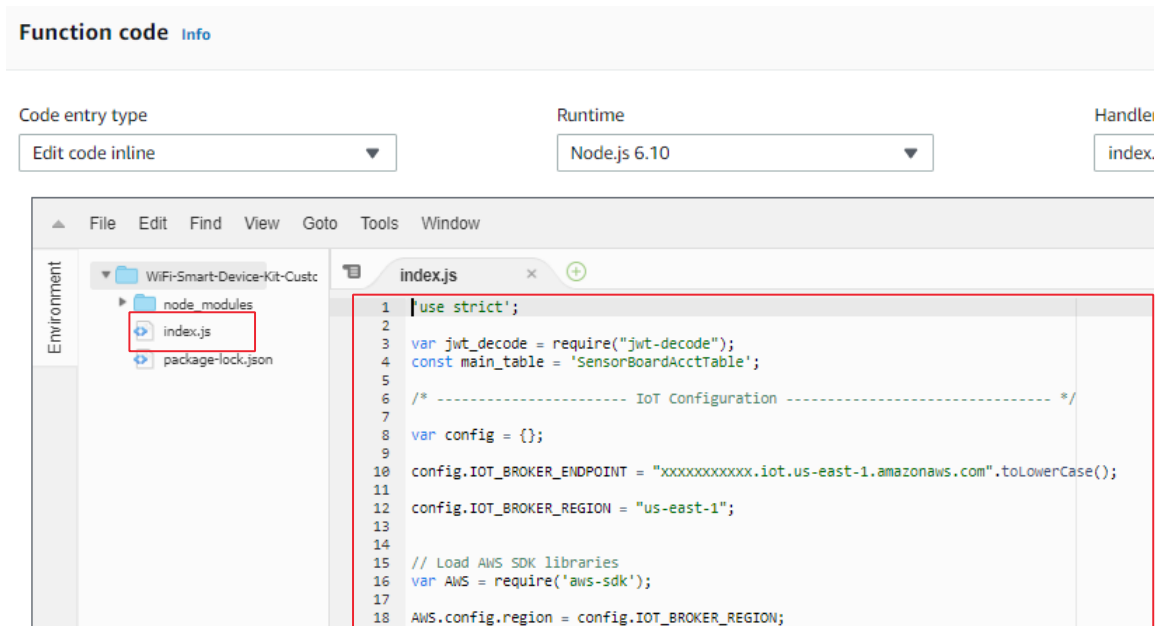 Function code Info
Code entry type
Runtime
Handler
Edit code inline
Node.js 6.10
index.
File Edit Find View Goto Tools Window
Environment
WiFi-Smart-Device-Kit-Custo
node_modules
index.js
package-lock.json
index.js
1 'use strict';
2
3 var jwt_decode = require("jwt-decode");
4 const main_table = 'SensorBoardAcctTable';
5
6 /* ----------------------- IoT Configuration -------------------------------- */
7
8 var config = {};
9
10 config.IOT_BROKER_ENDPOINT = "xxxxxxxxxxx.iot.us-east-1.amazonaws.com".toLowerCase();
11
12 config.IOT_BROKER_REGION = "us-east-1";
13
14
15 // Load AWS SDK libraries
16 var AWS = require('aws-sdk');
17
18 AWS.config.region = config.IOT_BROKER_REGION;